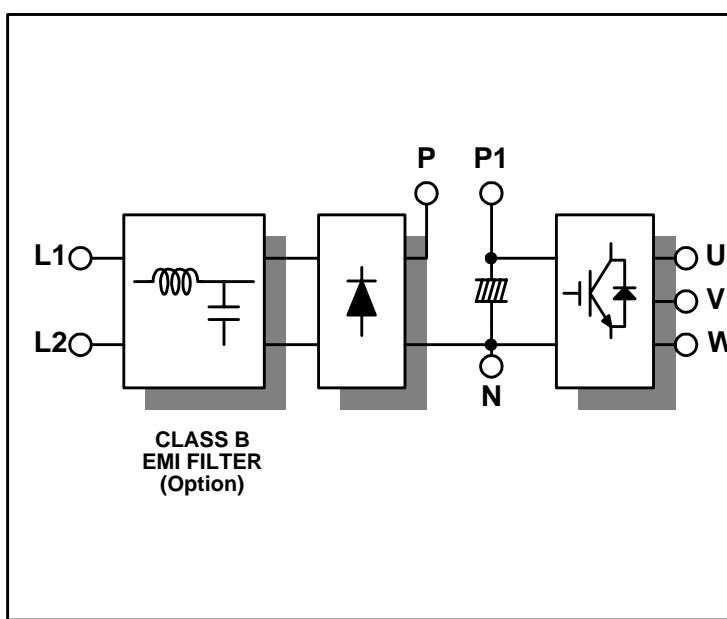 P P1
L1 U
V
L2 W
N
CLASS B
EMI FILTER
(Option)